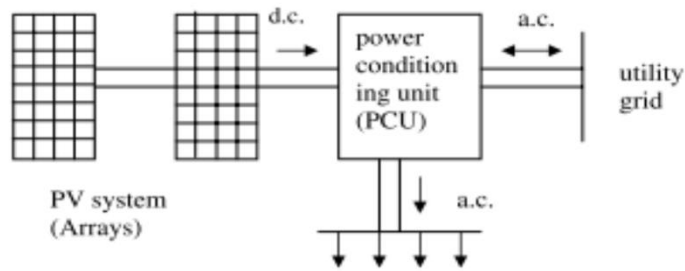 d.c.
a.c.
power
condition
ing unit
(PCU)
utility
grid
PV system
(Arrays)
a.c.